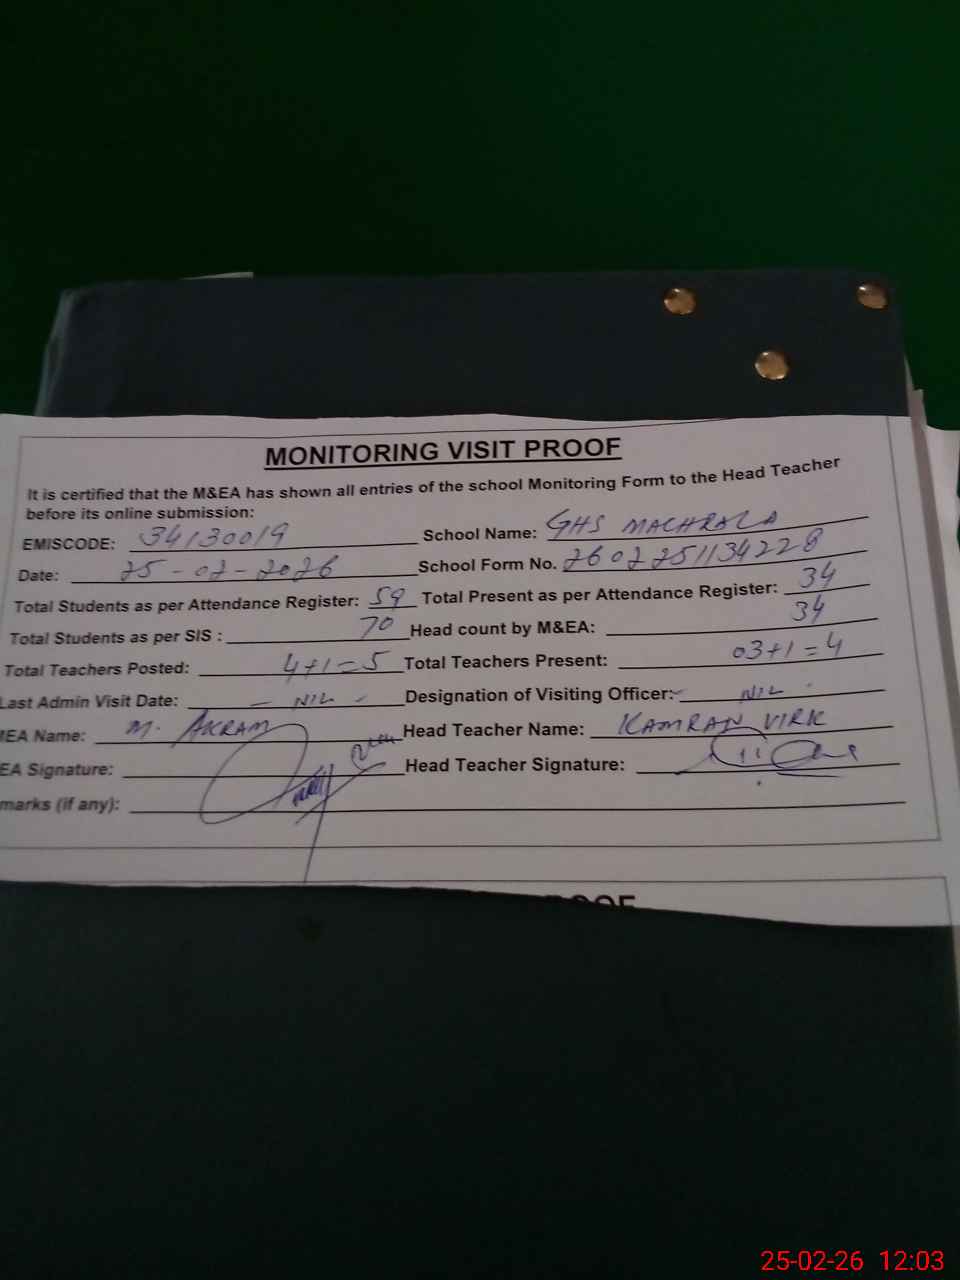 MONITORING VISIT PROOF
It is certified that the M&EA has shown all entries of the school Monitoring Form to the Head Teacher
before its online submission:
EMISCODE: 34130019 School Name: GHS MACHRALA
Date: 25-02-2026 School Form No. 2602251134228
Total Students as per Attendance Register: 59 Total Present as per Attendance Register: 34
Total Students as per SIS : 70 Head count by M&EA: 34
Total Teachers Posted: 4+1=5 Total Teachers Present: 03+1=4
Last Admin Visit Date: - NIL - Designation of Visiting Officer:- NIL -
EA Name: M. AKRAM Head Teacher Name: KAMRAN VIRK
EA Signature: Head Teacher Signature:
marks (if any):
OOF
25-02-26 12:03